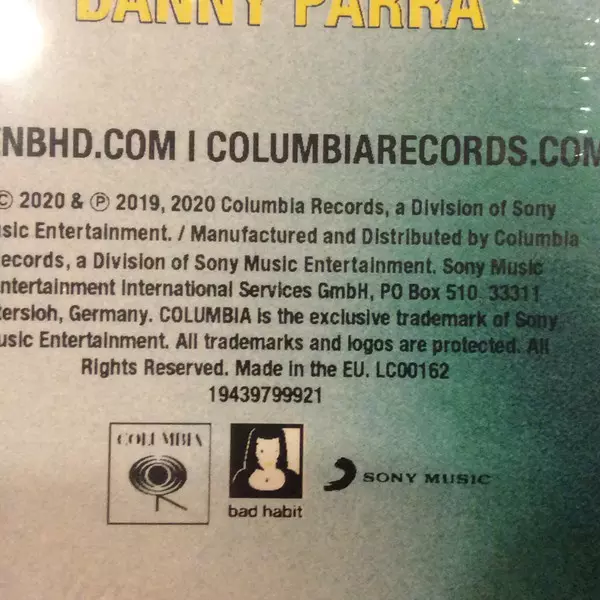 DANNY PARRA
ENBHD.COM I COLUMBIARECORDS.COM
© 2020 & ℗ 2019, 2020 Columbia Records, a Division of Sony
usic Entertainment. / Manufactured and Distributed by Columbia
ecords, a Division of Sony Music Entertainment. Sony Music
ntertainment International Services GmbH, PO Box 510, 33311
tersloh, Germany. COLUMBIA is the exclusive trademark of Sony
usic Entertainment. All trademarks and logos are protected. All
Rights Reserved. Made in the EU. LC00162
19439799921
COLUMBIA
bad habit
SONY MUSIC